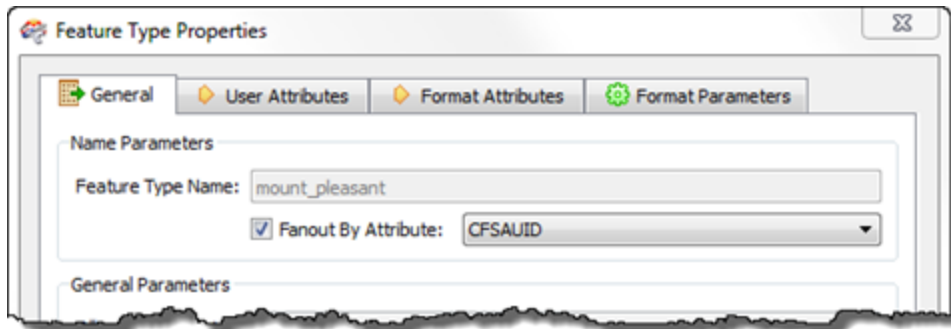 Feature Type Properties
General User Attributes Format Attributes Format Parameters
Name Parameters
Feature Type Name: mount_pleasant
Fanout By Attribute: CFSAUID
General Parameters